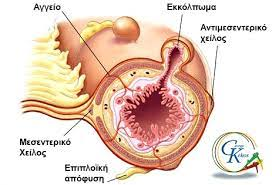 Αγγείο
Εκκόλπωμα
Αντιμεσεντερικό
χείλος
Μεσεντερικό
Χείλος
Επιπλοϊκή
απόφυση